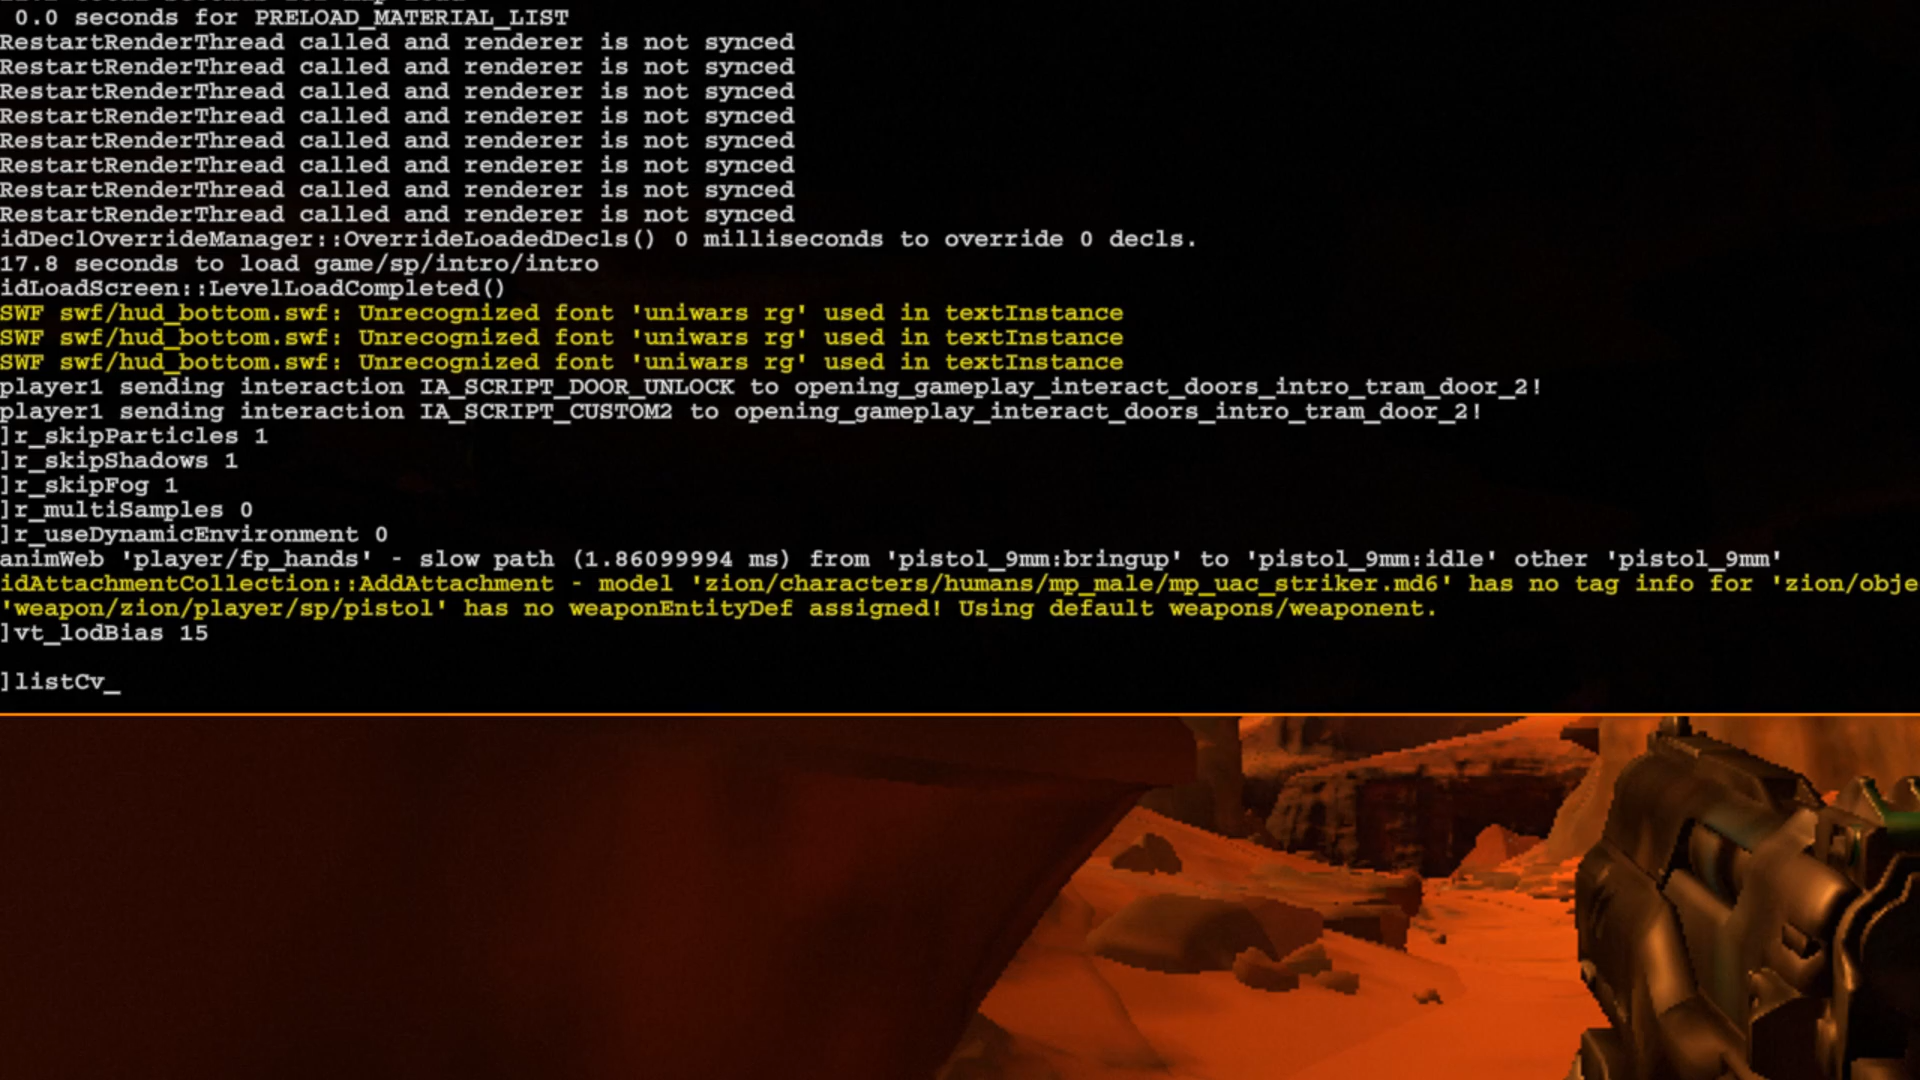 0.0 seconds for PRELOAD_MATERIAL_LIST
RestartRenderThread called and renderer is not synced
RestartRenderThread called and renderer is not synced
RestartRenderThread called and renderer is not synced
RestartRenderThread called and renderer is not synced
RestartRenderThread called and renderer is not synced
RestartRenderThread called and renderer is not synced
RestartRenderThread called and renderer is not synced
RestartRenderThread called and renderer is not synced
idDeclOverrideManager::OverrideLoadedDecls() 0 milliseconds to override 0 decls.
17.8 seconds to load game/sp/intro/intro
idLoadScreen::LevelLoadCompleted()
SWF swf/hud_bottom.swf: Unrecognized font 'uniwars rg' used in textInstance
SWF swf/hud_bottom.swf: Unrecognized font 'uniwars rg' used in textInstance
SWF swf/hud_bottom.swf: Unrecognized font 'uniwars rg' used in textInstance
player1 sending interaction IA_SCRIPT_DOOR_UNLOCK to opening_gameplay_interact_doors_intro_tram_door_2!
player1 sending interaction IA_SCRIPT_CUSTOM2 to opening_gameplay_interact_doors_intro_tram_door_2!
]r_skipParticles 1
]r_skipShadows 1
]r_skipFog 1
]r_multiSamples 0
]r_useDynamicEnvironment 0
animWeb 'player/fp_hands' - slow path (1.86099994 ms) from 'pistol_9mm:bringup' to 'pistol_9mm:idle' other 'pistol_9mm'
idAttachmentCollection::AddAttachment - model 'zion/characters/humans/mp_male/mp_uac_striker.md6' has no tag info for 'zion/obje
'weapon/zion/player/sp/pistol' has no weaponEntityDef assigned! Using default weapons/weaponent.
]vt_lodBias 15
]listCv_